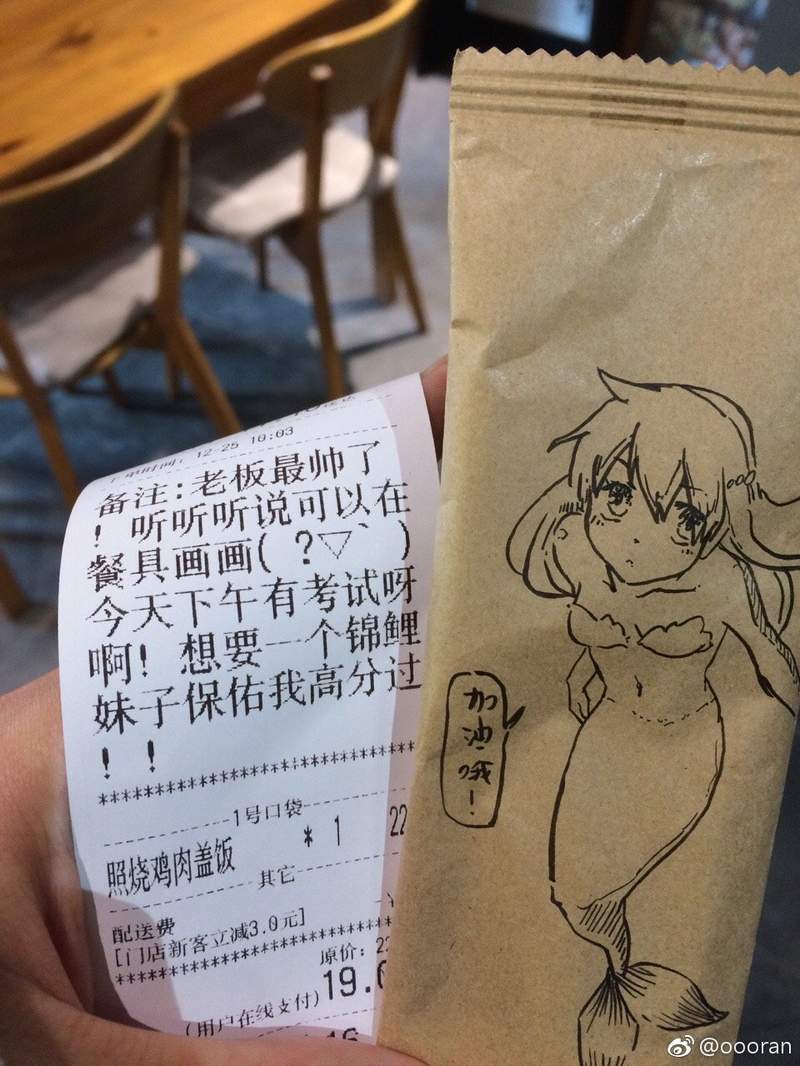 12-25 10:03
备注:老板最帅了
！听听听说可以在
餐具画画(?▽`)
今天下午有考试呀
啊！想要一个锦鲤
妹子保佑我高分过
！！
********************************
1号口袋
照烧鸡肉盖饭 * 1 22
其它
配送费
[门店新客立减3.0元]
********************************
原价: 22
(用户在线支付) 19.0
加油哦!
@oooran